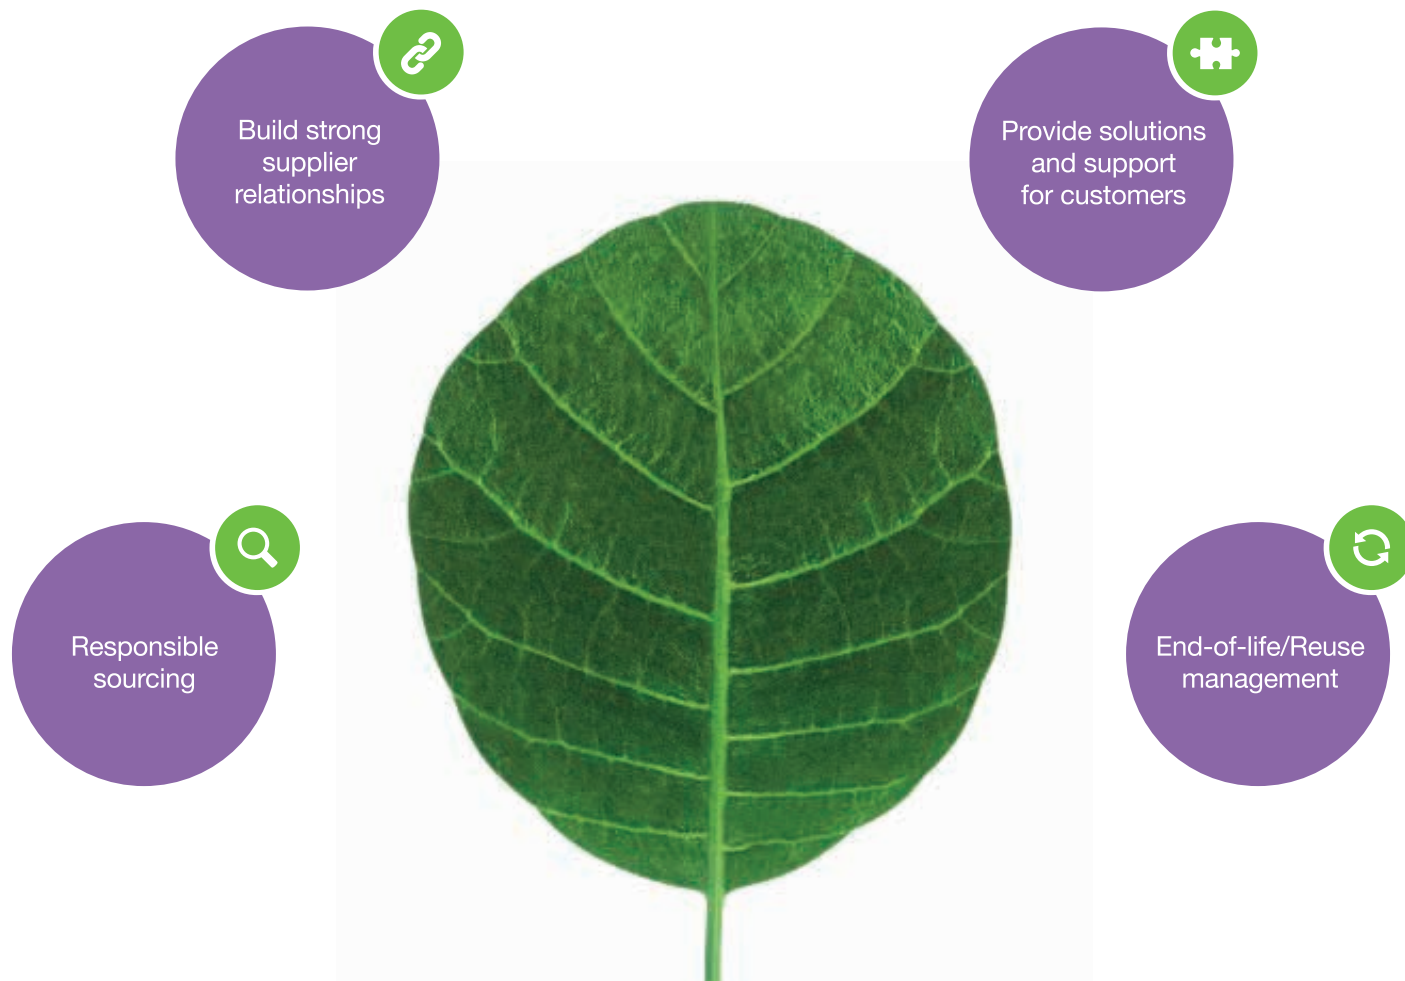 Build strong
supplier
relationships
Provide solutions
and support
for customers
Responsible
sourcing
End-of-life/Reuse
management